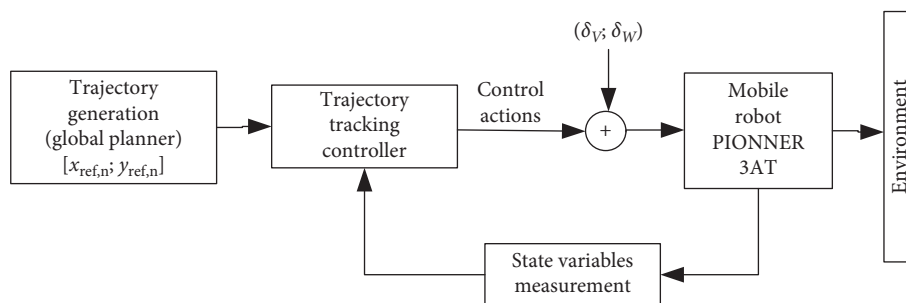 Trajectory
generation
(global planner)
[x_ref,n; y_ref,n]
Trajectory
tracking
controller
Control
actions
(δ_V; δ_W)
+
Mobile
robot
PIONNER
3AT
Environment
State variables
measurement